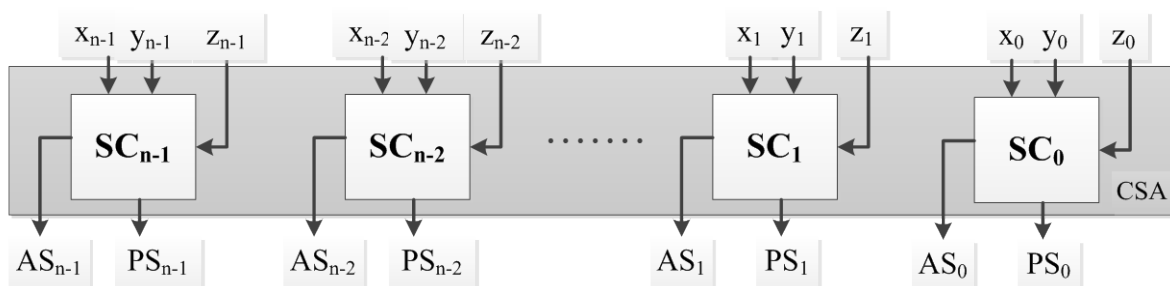 xₙ₋₁ yₙ₋₁ zₙ₋₁ xₙ₋₂ yₙ₋₂ zₙ₋₂ x₁ y₁ z₁ x₀ y₀ z₀
SCₙ₋₁ SCₙ₋₂ ....... SC₁ SC₀
CSA
ASₙ₋₁ PSₙ₋₁ ASₙ₋₂ PSₙ₋₂ AS₁ PS₁ AS₀ PS₀